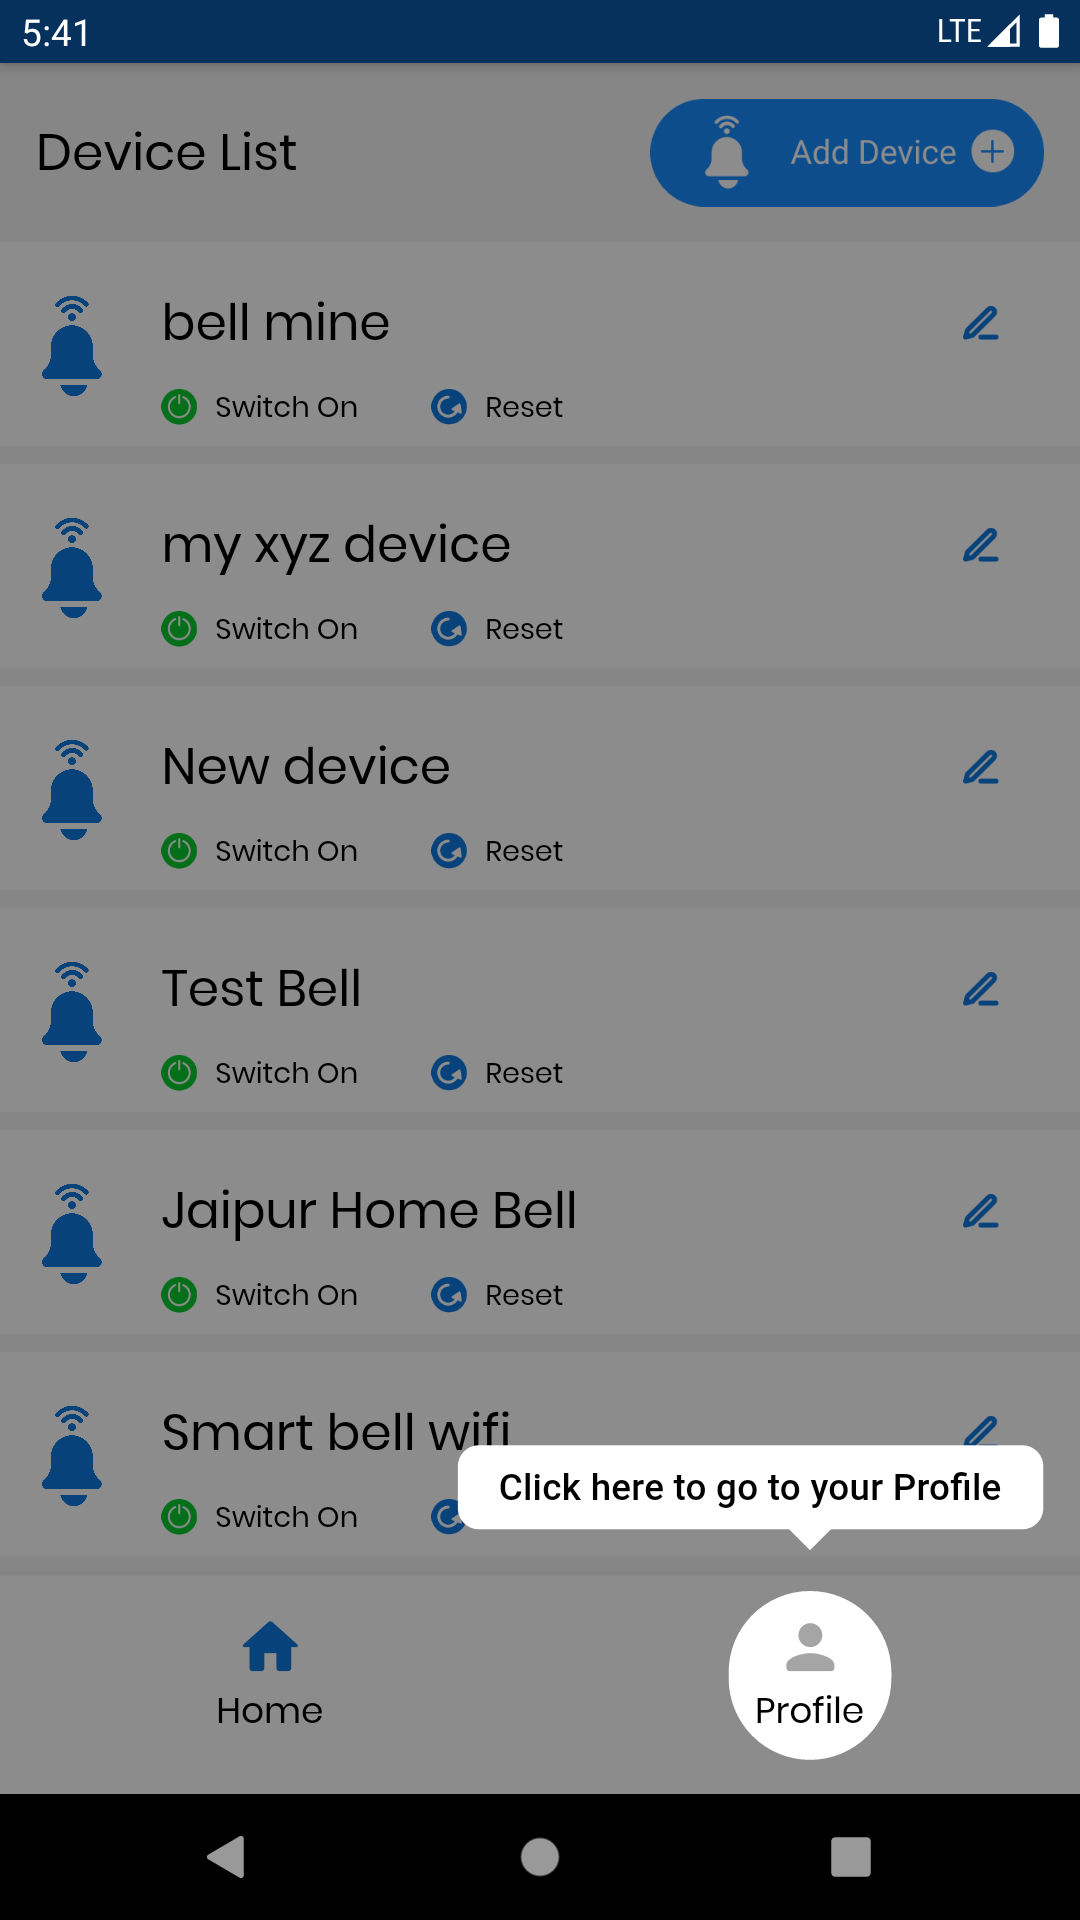 5:41 LTE
Device List
Add Device
bell mine
Switch On Reset
my xyz device
Switch On Reset
New device
Switch On Reset
Test Bell
Switch On Reset
Jaipur Home Bell
Switch On Reset
Smart bell wifi
Click here to go to your Profile
Switch On
Home Profile